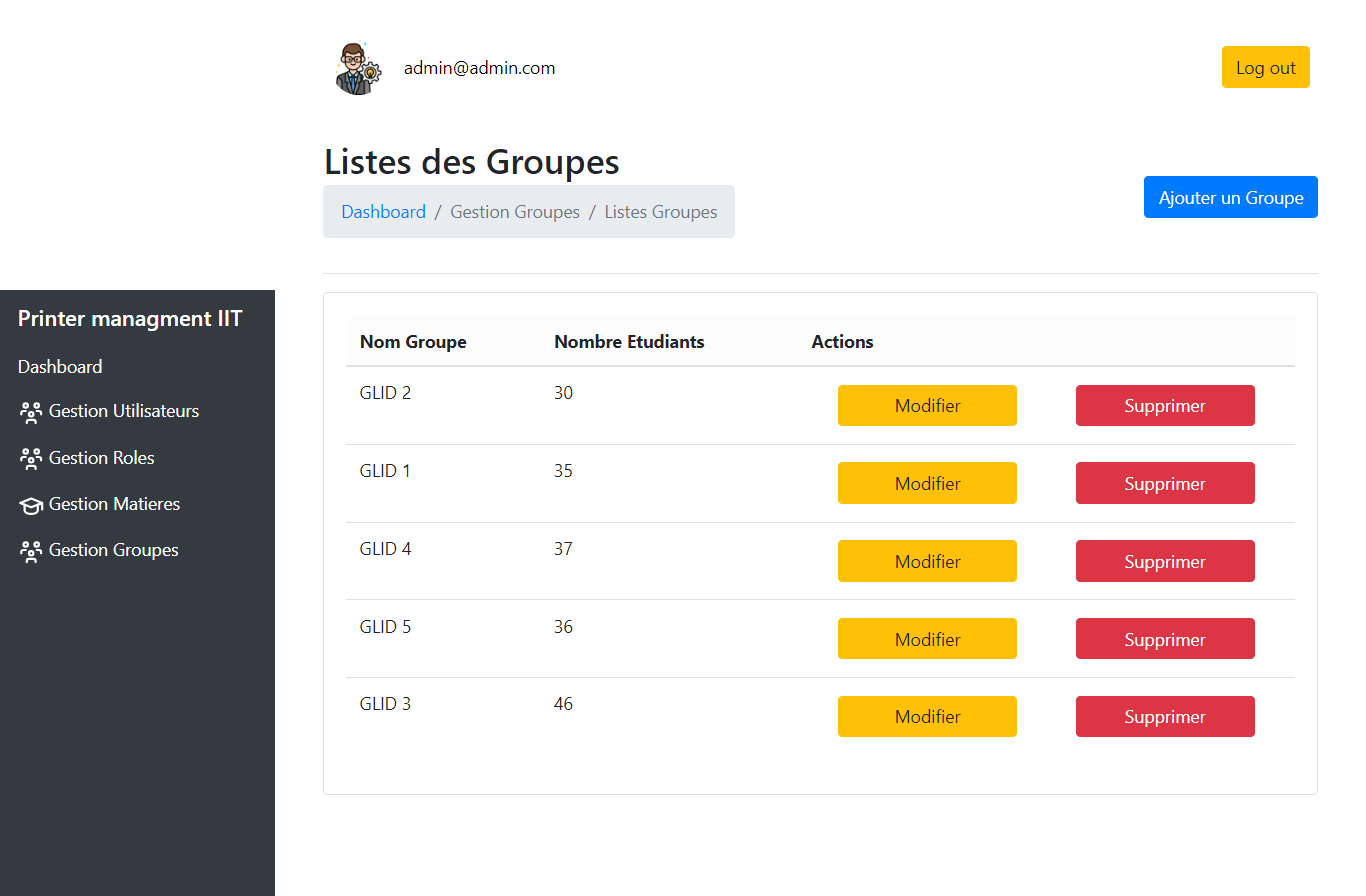 admin@admin.com
Log out
Listes des Groupes
Dashboard / Gestion Groupes / Listes Groupes
Ajouter un Groupe
Printer managment IIT
Dashboard
Gestion Utilisateurs
Gestion Roles
Gestion Matieres
Gestion Groupes
Nom Groupe Nombre Etudiants Actions
GLID 2 30 Modifier Supprimer
GLID 1 35 Modifier Supprimer
GLID 4 37 Modifier Supprimer
GLID 5 36 Modifier Supprimer
GLID 3 46 Modifier Supprimer